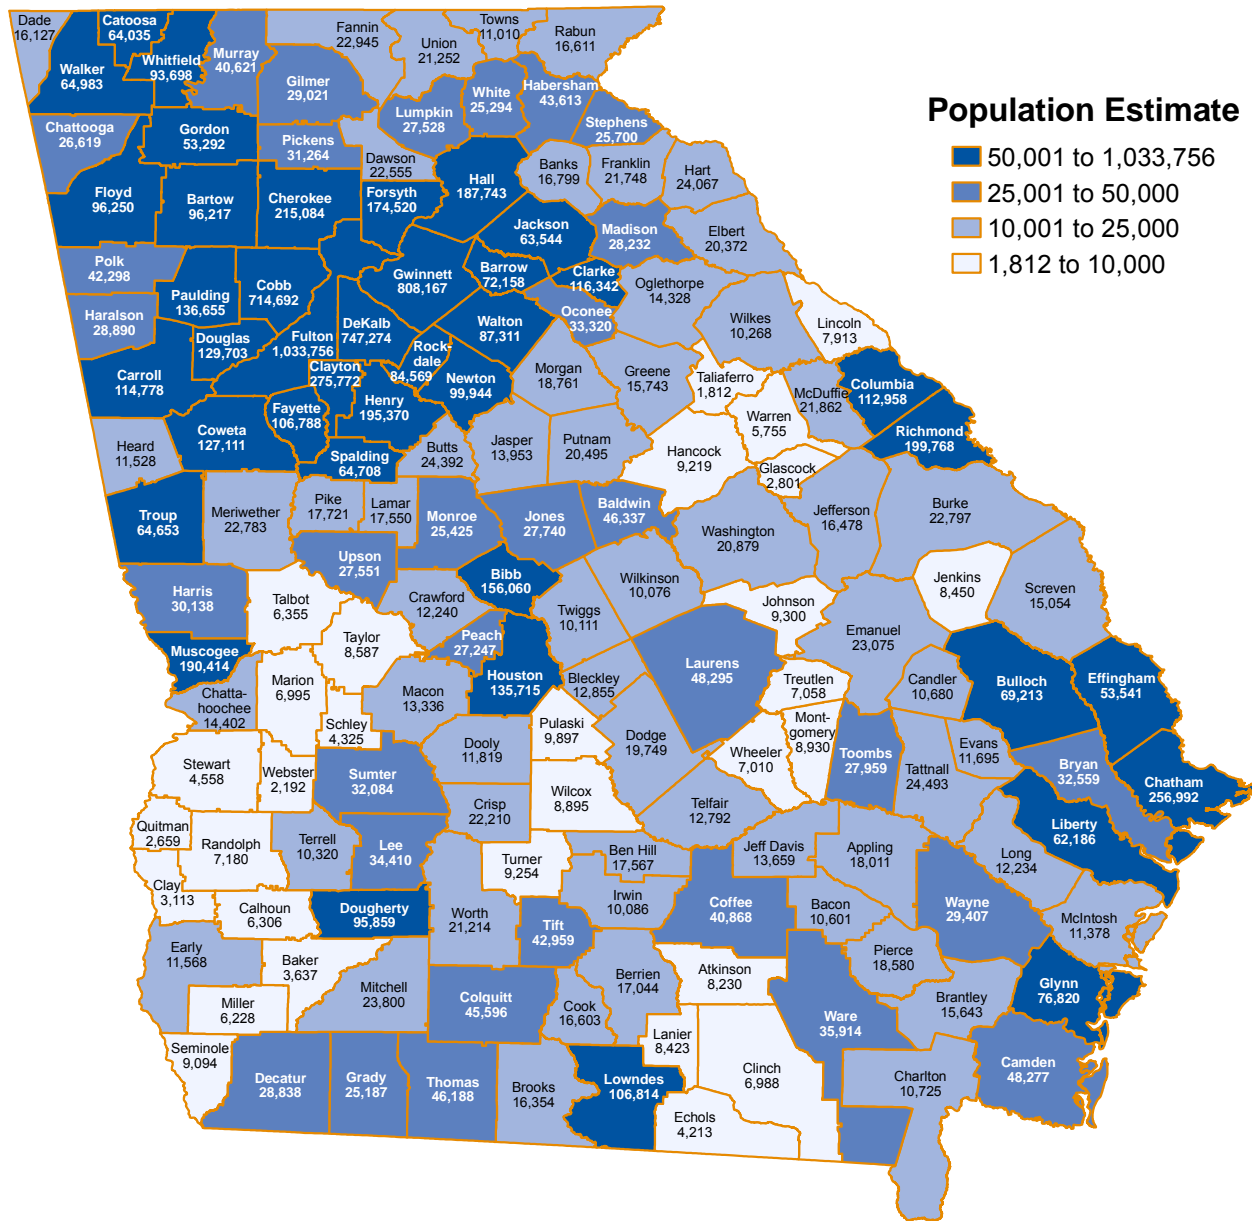 Dade
16,127
Catoosa
64,035
Walker
64,983
Whitfield
93,698
Murray
40,621
Fannin
22,945
Gilmer
29,021
Union
21,252
Towns
11,010
Rabun
16,611
Lumpkin
27,528
White
25,294
Habersham
43,613
Stephens
25,700
Population Estimate
50,001 to 1,033,756
25,001 to 50,000
10,001 to 25,000
1,812 to 10,000
Chattooga
26,619
Gordon
53,292
Pickens
31,264
Dawson
22,555
Hall
187,743
Banks
16,799
Franklin
21,748
Hart
24,067
Floyd
96,250
Bartow
96,217
Cherokee
215,084
Forsyth
174,520
Jackson
63,544
Madison
28,232
Elbert
20,372
Polk
42,298
Paulding
136,655
Cobb
714,692
Gwinnett
808,167
Barrow
72,158
Clarke
116,342
Oglethorpe
14,328
Oconee
33,320
Wilkes
10,268
Lincoln
7,913
Haralson
28,890
Douglas
129,703
Fulton
1,033,756
DeKalb
747,274
Rock-
dale
84,569
Walton
87,311
Carroll
114,778
Clayton
275,772
Henry
195,370
Newton
99,944
Morgan
18,761
Greene
15,743
Taliaferro
1,812
McDuffie
21,862
Columbia
112,958
Warren
5,755
Richmond
199,768
Heard
11,528
Coweta
127,111
Fayette
106,788
Spalding
64,708
Butts
24,392
Jasper
13,953
Putnam
20,495
Hancock
9,219
Glascock
2,801
Troup
64,653
Meriwether
22,783
Pike
17,721
Lamar
17,550
Monroe
25,425
Jones
27,740
Baldwin
46,337
Washington
20,879
Jefferson
16,478
Burke
22,797
Upson
27,551
Harris
30,138
Talbot
6,355
Crawford
12,240
Bibb
156,060
Twiggs
10,111
Wilkinson
10,076
Johnson
9,300
Jenkins
8,450
Screven
15,054
Muscogee
190,414
Taylor
8,587
Peach
27,247
Houston
135,715
Bleckley
12,855
Laurens
48,295
Emanuel
23,075
Treutlen
7,058
Candler
10,680
Bulloch
69,213
Effingham
53,541
Chatta-
hoochee
14,402
Marion
6,995
Macon
13,336
Schley
4,325
Dooly
11,819
Pulaski
9,897
Dodge
19,749
Wheeler
7,010
Mont-
gomery
8,930
Toombs
27,959
Tattnall
24,493
Evans
11,695
Bryan
32,559
Chatham
256,992
Stewart
4,558
Webster
2,192
Sumter
32,084
Crisp
22,210
Wilcox
8,895
Telfair
12,792
Liberty
62,186
Quitman
2,659
Randolph
7,180
Terrell
10,320
Lee
34,410
Turner
9,254
Ben Hill
17,567
Jeff Davis
13,659
Appling
18,011
Long
12,234
Clay
3,113
Calhoun
6,306
Dougherty
95,859
Worth
21,214
Tift
42,959
Irwin
10,086
Coffee
40,868
Bacon
10,601
Wayne
29,407
McIntosh
11,378
Early
11,568
Baker
3,637
Mitchell
23,800
Colquitt
45,596
Cook
16,603
Berrien
17,044
Atkinson
8,230
Ware
35,914
Pierce
18,580
Brantley
15,643
Glynn
76,820
Miller
6,228
Seminole
9,094
Decatur
28,838
Grady
25,187
Thomas
46,188
Brooks
16,354
Lowndes
106,814
Lanier
8,423
Clinch
6,988
Echols
4,213
Charlton
10,725
Camden
48,277